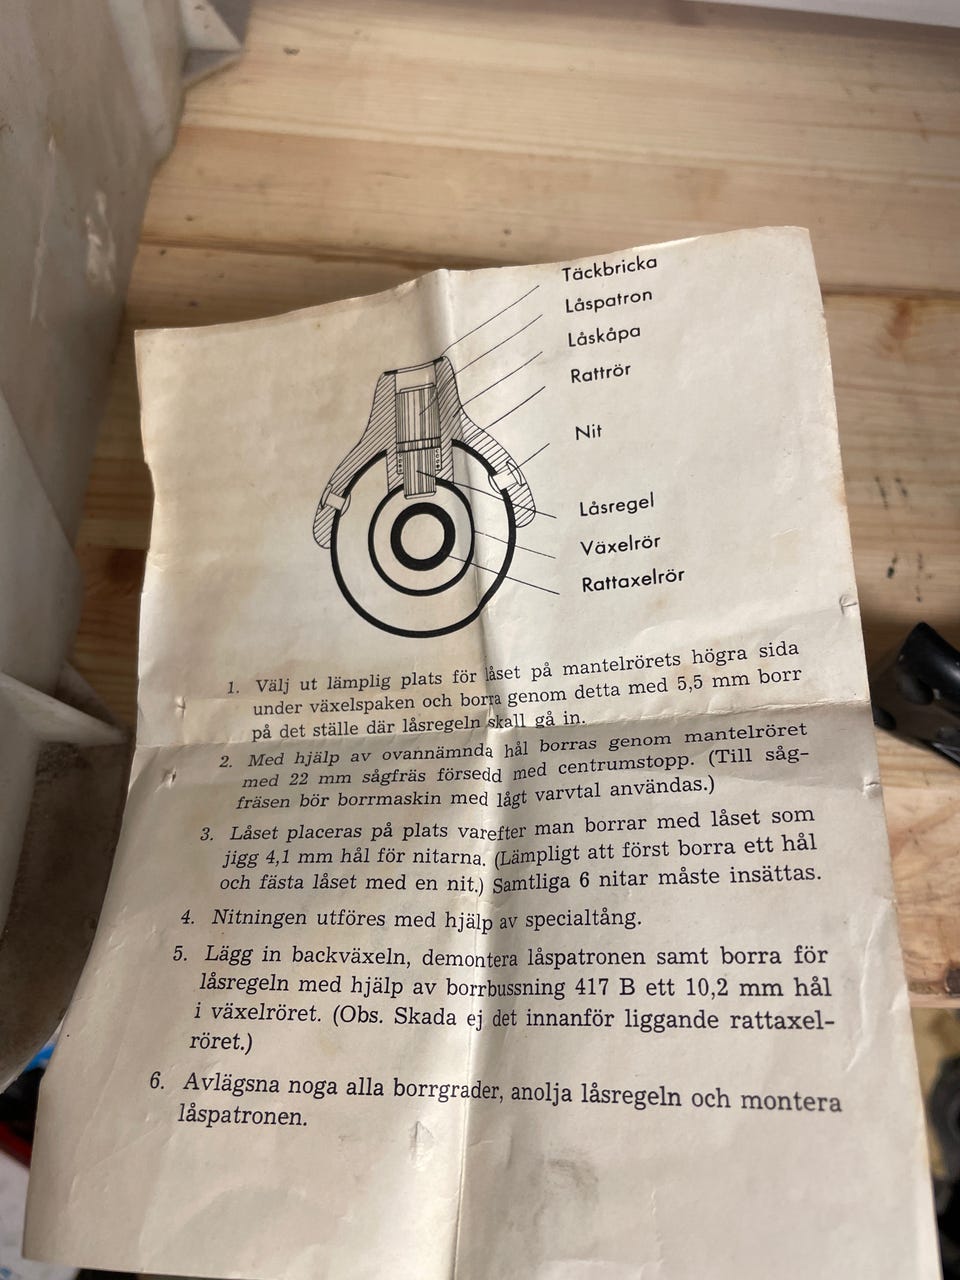 Täckbricka
Låspatron
Låskåpa
Rattrör
Nit
Låsregel
Växelrör
Rattaxelrör
1. Välj ut lämplig plats för låset på mantelrörets högra sida
under växelspaken och borra genom detta med 5,5 mm borr
på det ställe där låsregeln skall gå in.
2. Med hjälp av ovannämnda hål borras genom mantelröret
med 22 mm sågfräs försedd med centrumstopp. (Till såg-
fräsen bör borrmaskin med lågt varvtal användas.)
3. Låset placeras på plats varefter man borrar med låset som
jigg 4,1 mm hål för nitarna. (Lämpligt att först borra ett hål
och fästa låset med en nit.) Samtliga 6 nitar måste insättas.
4. Nitningen utföres med hjälp av specialtång.
5. Lägg in backväxeln, demontera låspatronen samt borra för
låsregeln med hjälp av borrbussning 417 B ett 10,2 mm hål
i växelröret. (Obs. Skada ej det innanför liggande rattaxel-
röret.)
6. Avlägsna noga alla borrgrader, anolja låsregeln och montera
låspatronen.